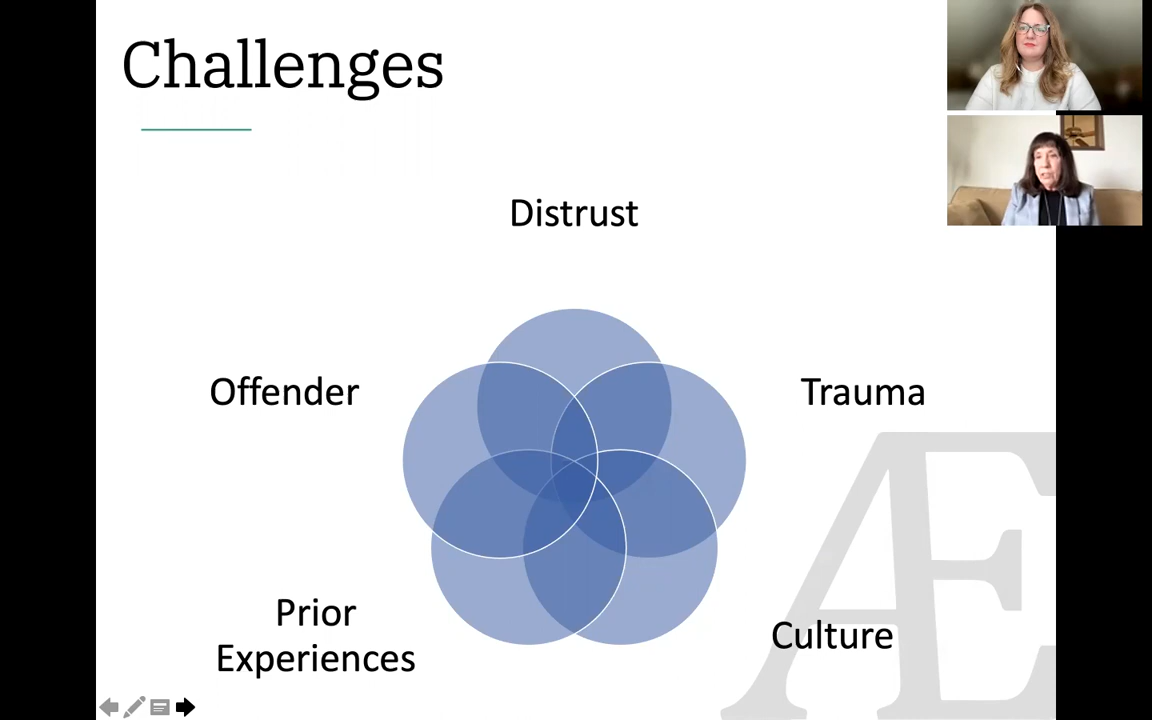 Challenges
Distrust
Offender
Trauma
Prior
Experiences
Culture
Æ